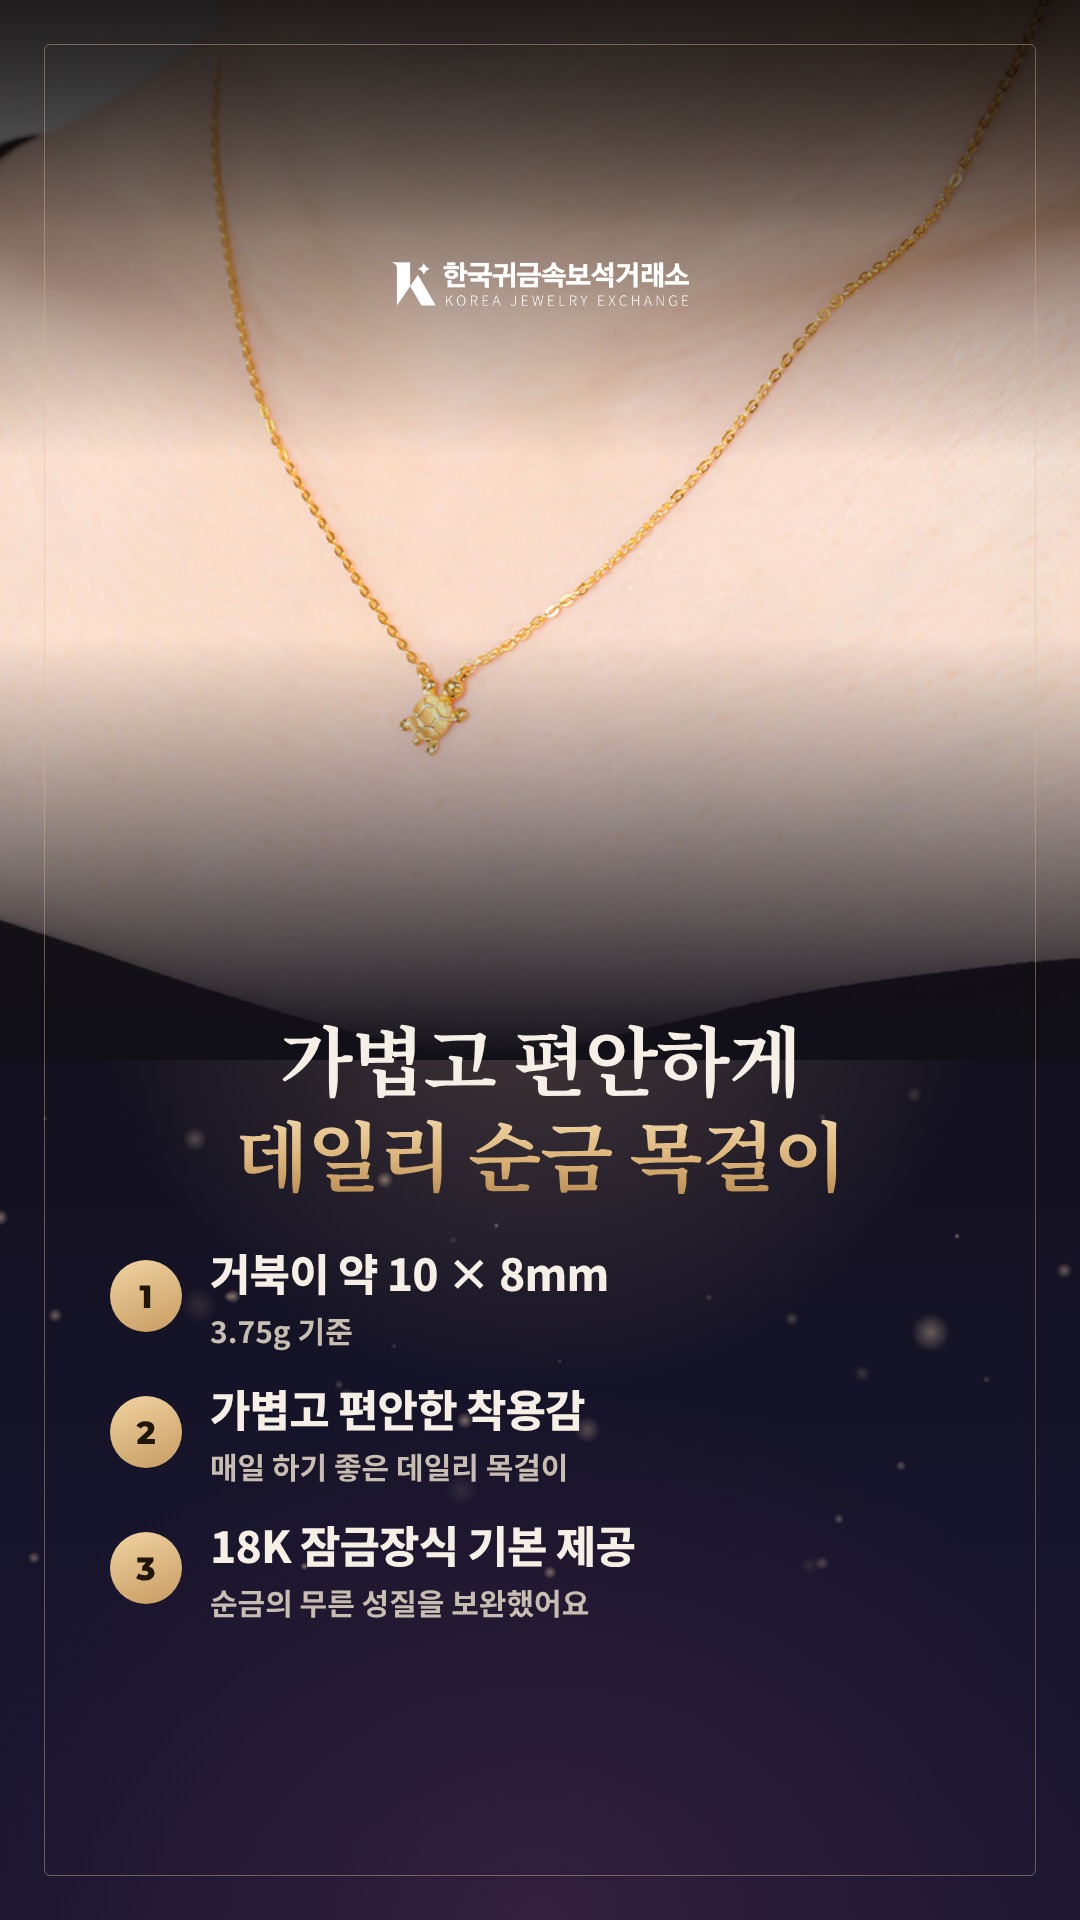 한국귀금속보석거래소
KOREA JEWELRY EXCHANGE
가볍고 편안하게
데일리 순금 목걸이
1
거북이 약 10 × 8mm
3.75g 기준
2
가볍고 편안한 착용감
매일 하기 좋은 데일리 목걸이
3
18K 잠금장식 기본 제공
순금의 무른 성질을 보완했어요